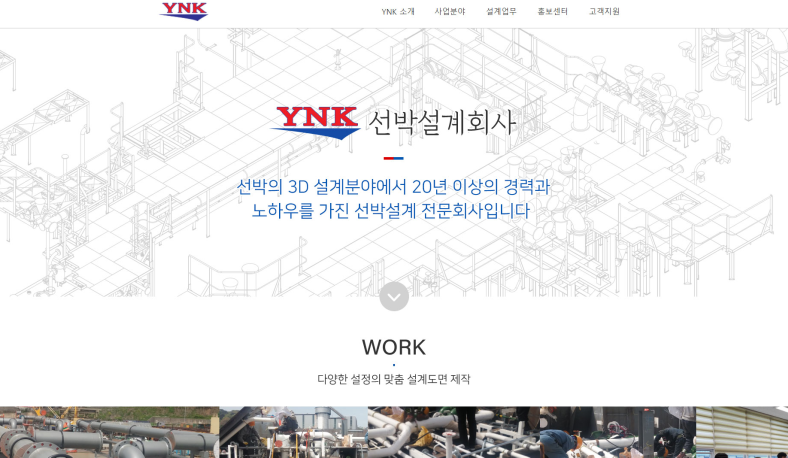 YNK
YNK 소개 사업분야 설계업무 홍보센터 고객지원
YNK 선박설계회사
선박의 3D 설계분야에서 20년 이상의 경력과
노하우를 가진 선박설계 전문회사입니다
WORK
다양한 설정의 맞춤 설계도면 제작